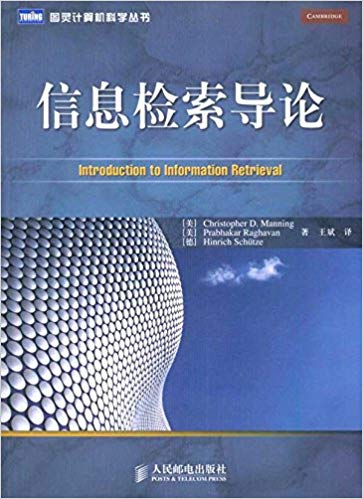 TURING 图灵计算机科学丛书
CAMBRIDGE
信息检索导论
Introduction to Information Retrieval
[美] Christopher D. Manning
[美] Prabhakar Raghavan 著 王斌 译
[德] Hinrich Schütze
人民邮电出版社
POSTS & TELECOM PRESS